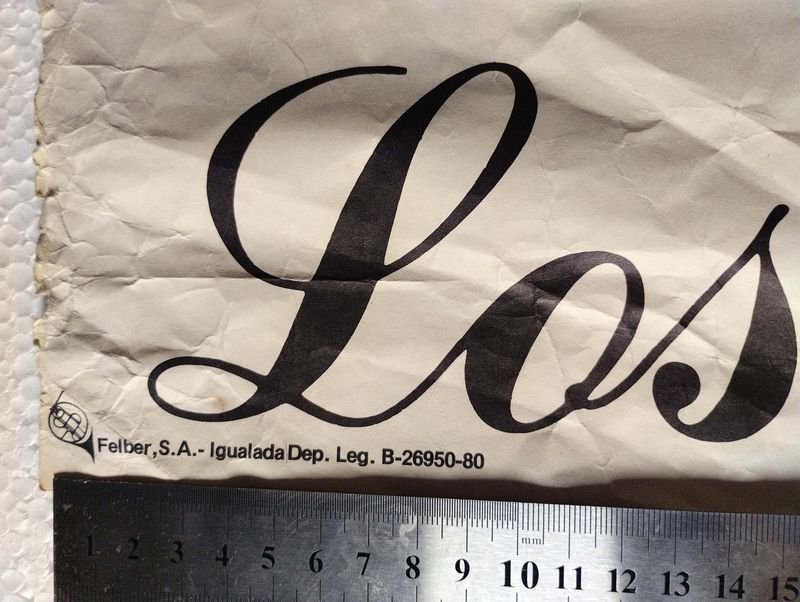 Los
Felber, S.A.- Igualada Dep. Leg. B-26950-80
mm
1 2 3 4 5 6 7 8 9 10 11 12 13 14 15